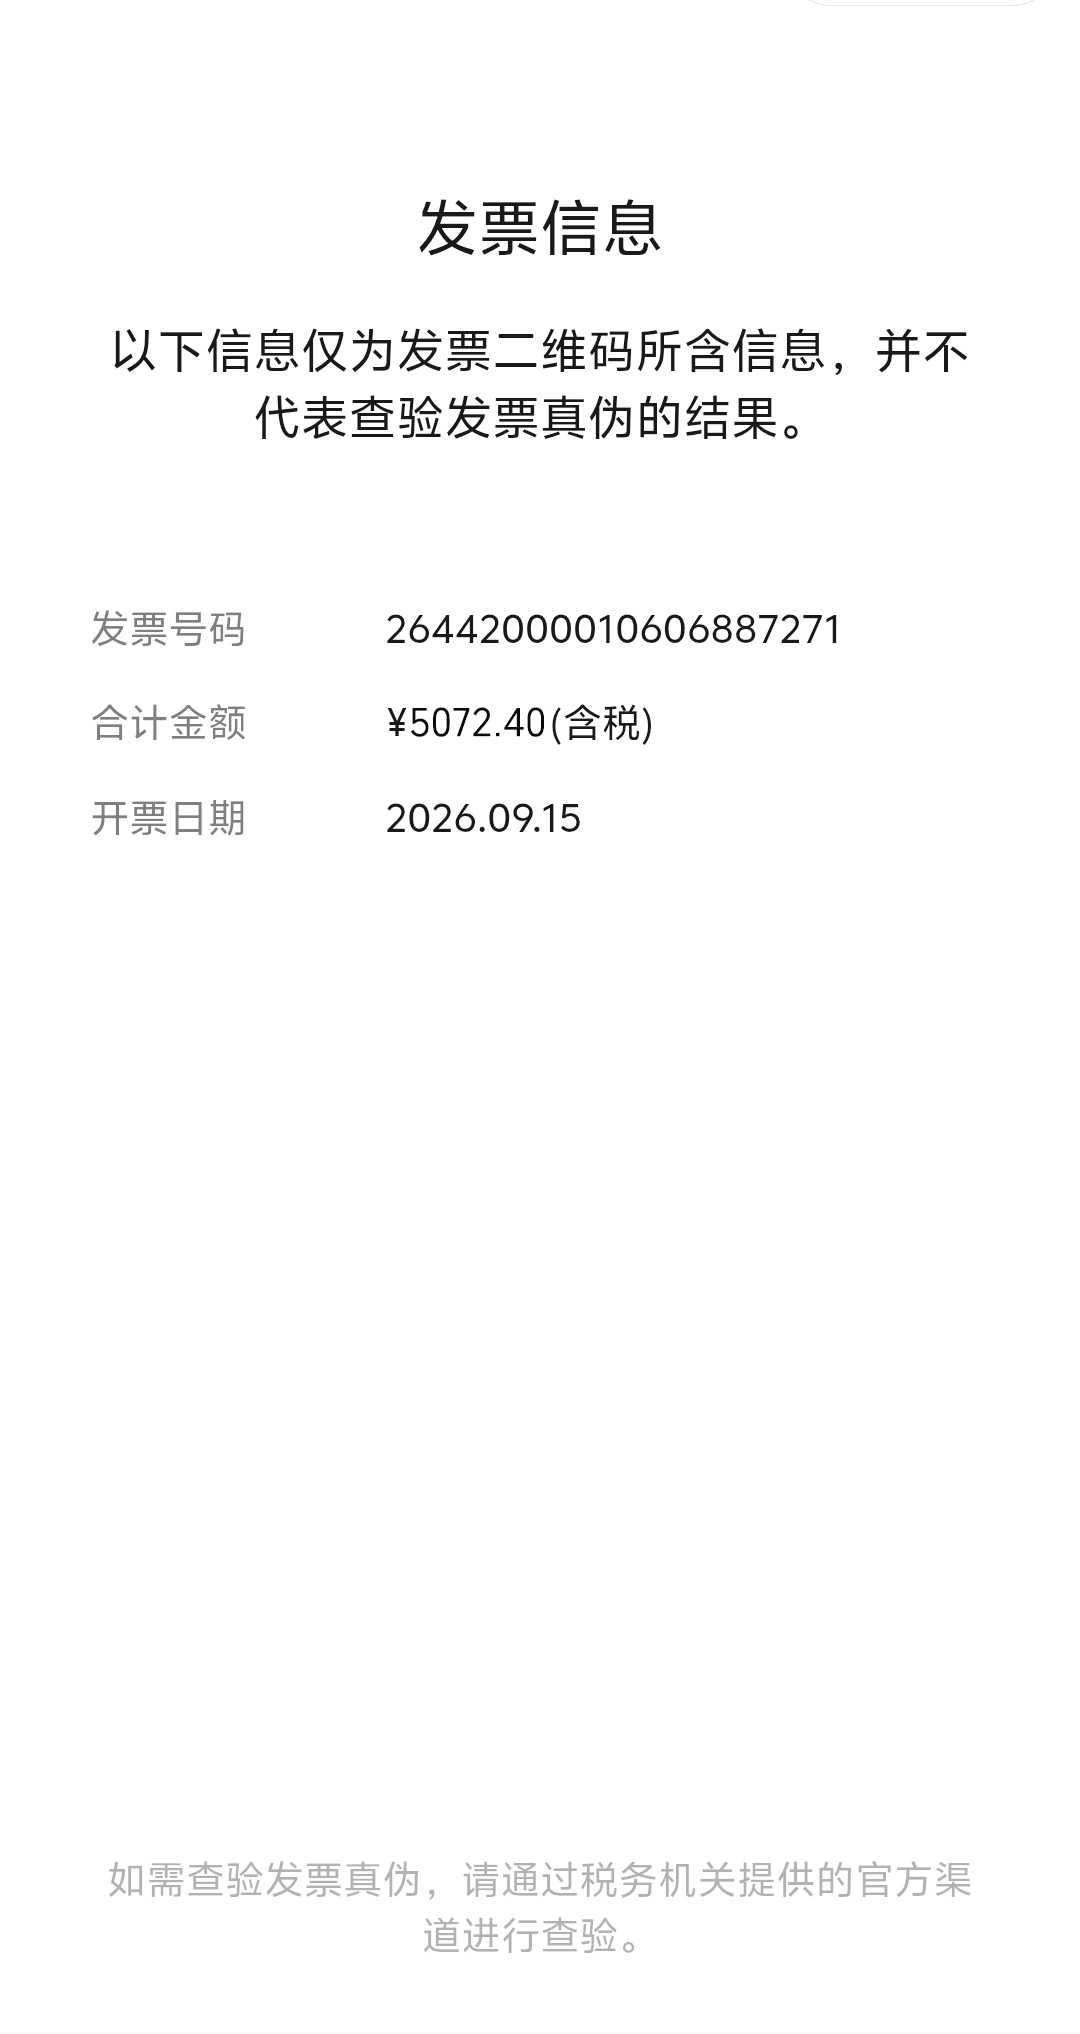 发票信息
以下信息仅为发票二维码所含信息，并不
代表查验发票真伪的结果。
发票号码 26442000010606887271
合计金额 ¥5072.40(含税)
开票日期 2026.09.15
如需查验发票真伪，请通过税务机关提供的官方渠
道进行查验。